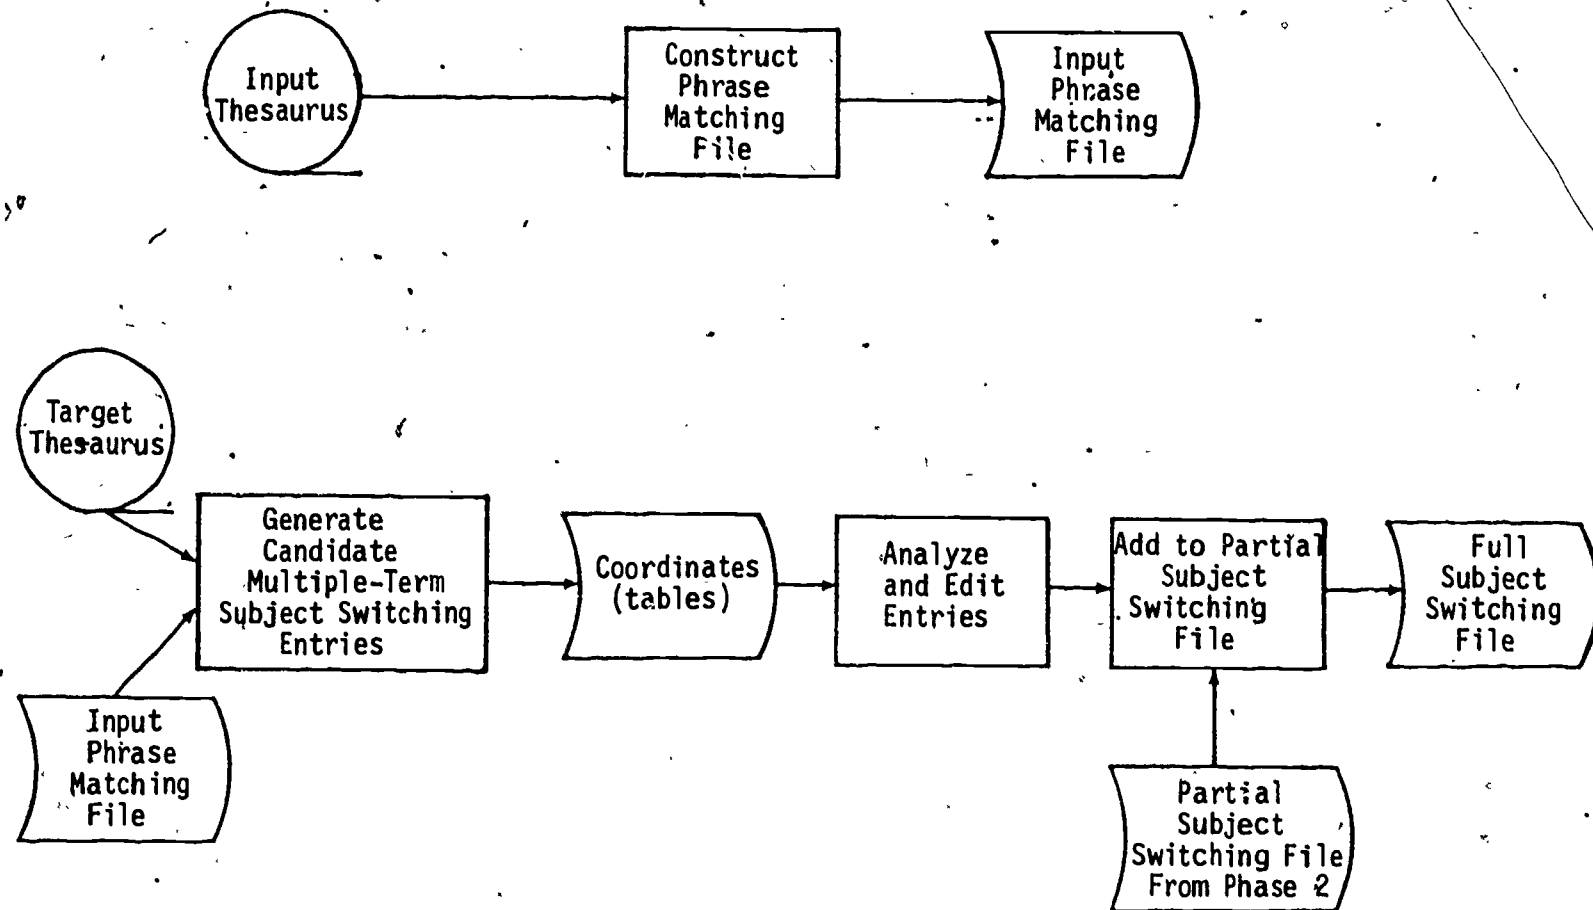 Input
Thesaurus
Construct
Phrase
Matching
File
Input
Phrase
Matching
File
Target
Thesaurus
Generate
Candidate
Multiple-Term
Subject Switching
Entries
Coordinates
(tables)
Analyze
and Edit
Entries
Add to Partial
Subject
Switching
File
Full
Subject
Switching
File
Input
Phrase
Matching
File
Partial
Subject
Switching File
From Phase 2